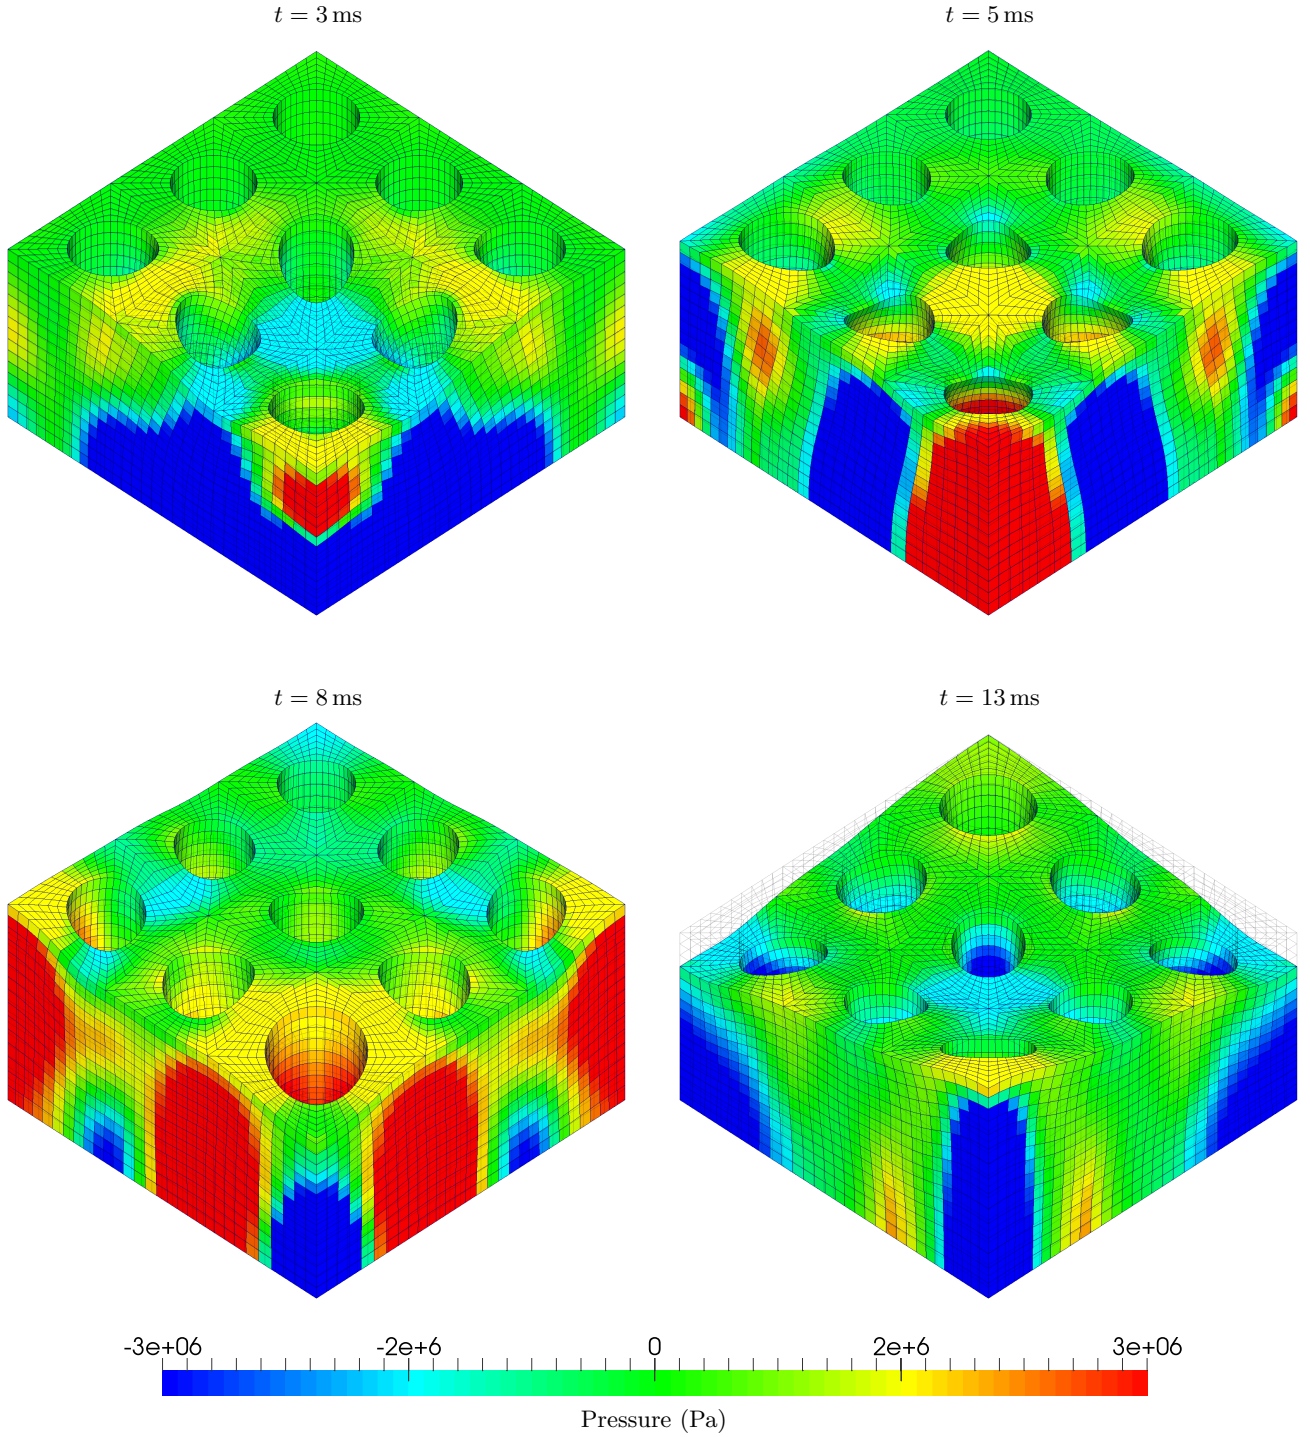 t = 3 ms
t = 5 ms
t = 8 ms
t = 13 ms
-3e+06 -2e+6 0 2e+6 3e+06
Pressure (Pa)